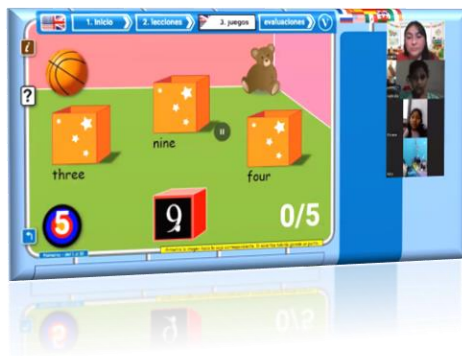 1. Inicio 2. lecciones 3. juegos evaluaciones V
i
?
nine
three four
5 9 0/5